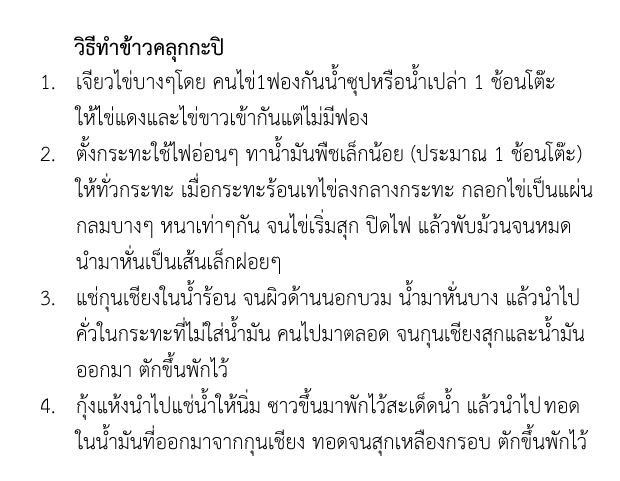 วิธีทำข้าวคลุกกะปิ
1. เจียวไข่บางๆโดย คนไข่1ฟองกันน้ำซุปหรือน้ำเปล่า 1 ช้อนโต๊ะ
ให้ไข่แดงและไข่ขาวเข้ากันแต่ไม่มีฟอง
2. ตั้งกระทะใช้ไฟอ่อนๆ ทาน้ำมันพืชเล็กน้อย (ประมาณ 1 ช้อนโต๊ะ)
ให้ทั่วกระทะ เมื่อกระทะร้อนเทไข่ลงกลางกระทะ กลอกไข่เป็นแผ่น
กลมบางๆ หนาเท่าๆกัน จนไข่เริ่มสุก ปิดไฟ แล้วพับม้วนจนหมด
นำมาหั่นเป็นเส้นเล็กฝอยๆ
3. แช่กุนเชียงในน้ำร้อน จนผิวด้านนอกบวม น้ำมาหั่นบาง แล้วนำไป
คั่วในกระทะที่ไม่ใส่น้ำมัน คนไปมาตลอด จนกุนเชียงสุกและน้ำมัน
ออกมา ตักขึ้นพักไว้
4. กุ้งแห้งนำไปแช่น้ำให้นิ่ม ซาวขึ้นมาพักไว้สะเด็ดน้ำ แล้วนำไปทอด
ในน้ำมันที่ออกมาจากกุนเชียง ทอดจนสุกเหลืองกรอบ ตักขึ้นพักไว้